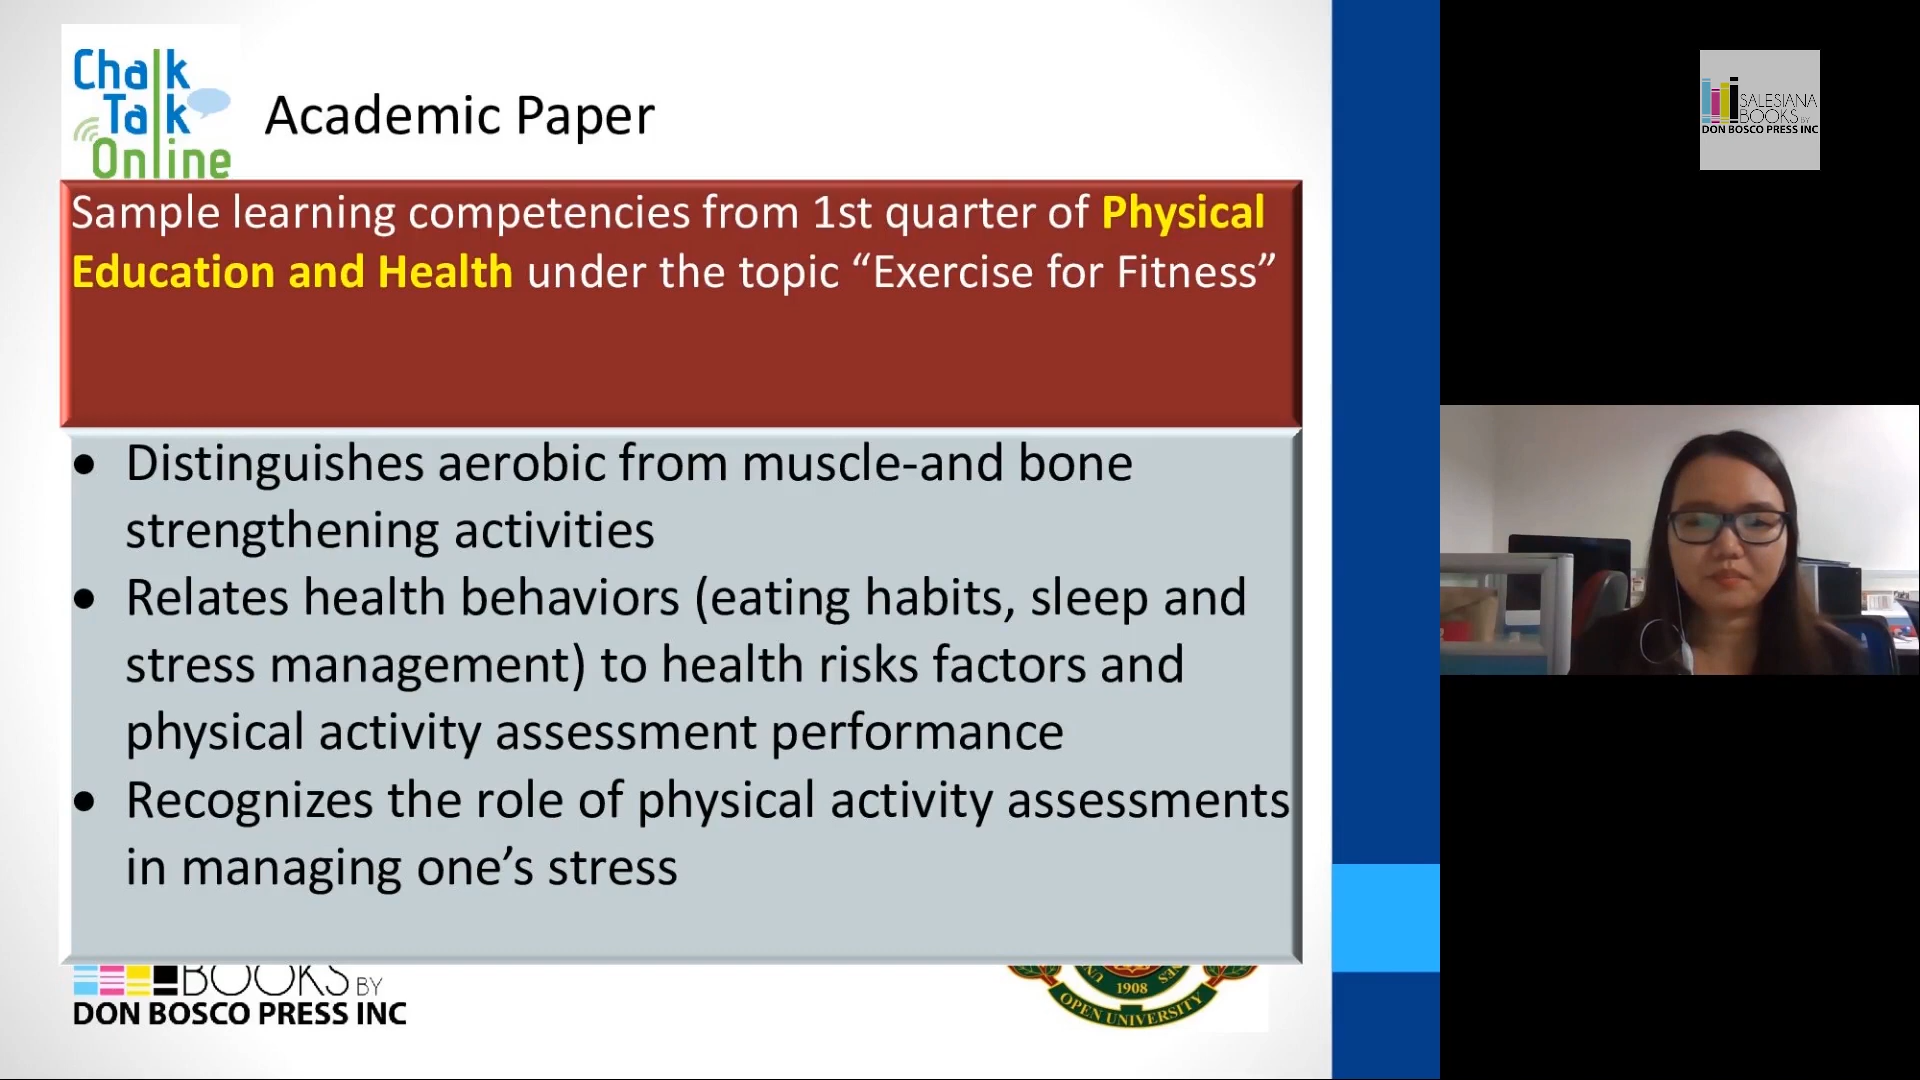 Chalk
Talk
Online
Academic Paper
Sample learning competencies from 1st quarter of Physical
Education and Health under the topic “Exercise for Fitness”
• Distinguishes aerobic from muscle-and bone
strengthening activities
• Relates health behaviors (eating habits, sleep and
stress management) to health risks factors and
physical activity assessment performance
• Recognizes the role of physical activity assessments
in managing one’s stress
BOOKS BY
DON BOSCO PRESS INC
1908
OPEN UNIVERSITY
SALESIANA
BOOKS BY
DON BOSCO PRESS INC